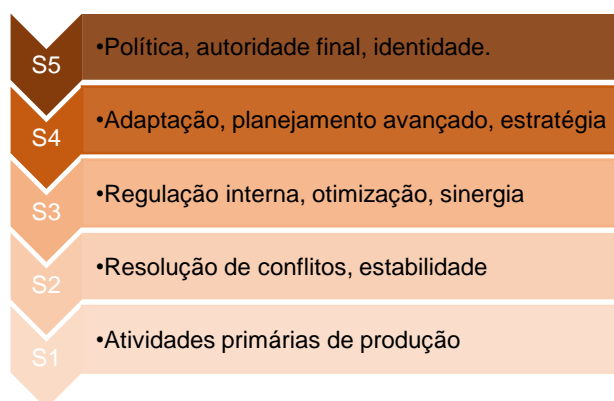 S5
•Política, autoridade final, identidade.
S4
•Adaptação, planejamento avançado, estratégia
S3
•Regulação interna, otimização, sinergia
S2
•Resolução de conflitos, estabilidade
S1
•Atividades primárias de produção